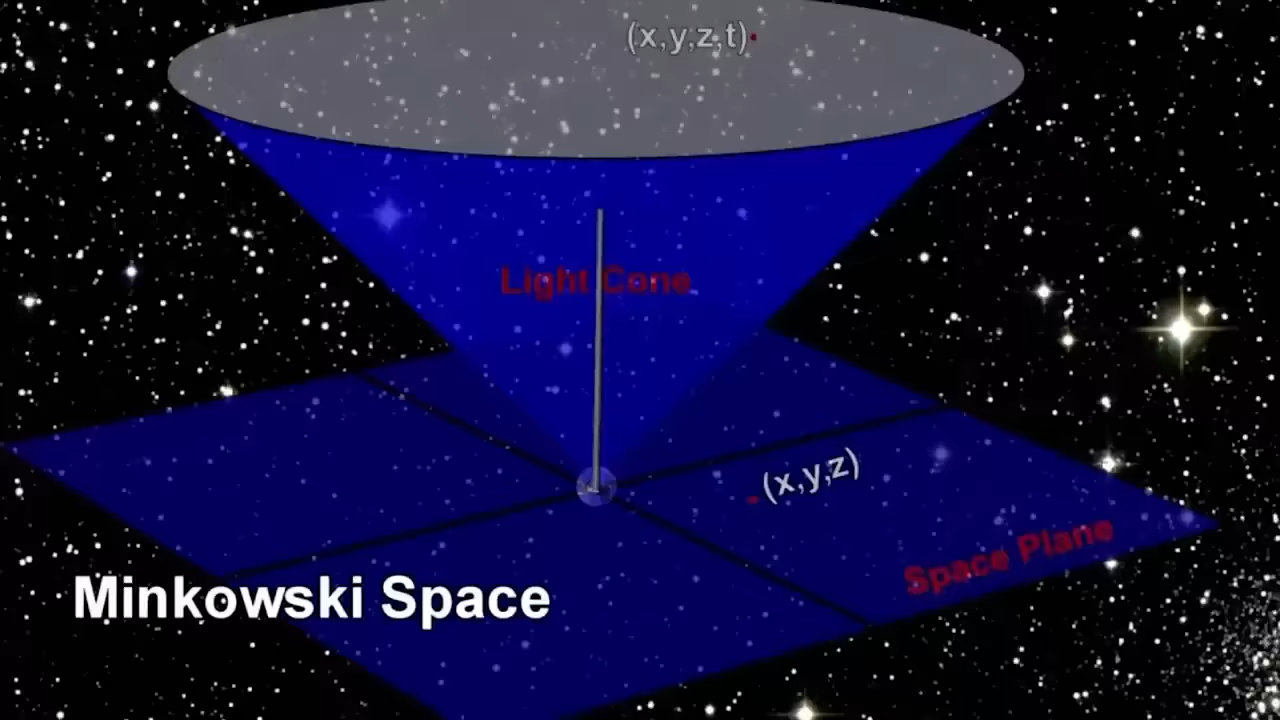 (x,y,z,t)
Light Cone
(x,y,z)
Space Plane
Minkowski Space